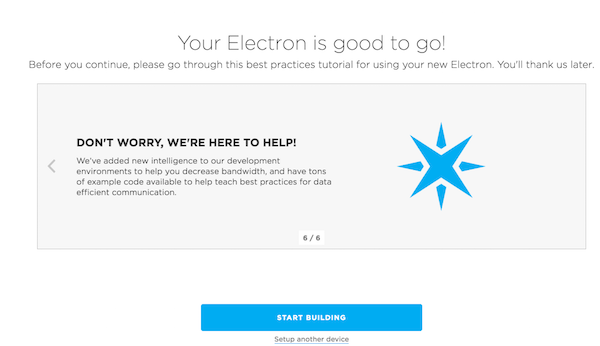 Your Electron is good to go!
Before you continue, please go through this best practices tutorial for using your new Electron. You'll thank us later.
DON'T WORRY, WE'RE HERE TO HELP!
We've added new intelligence to our development
environments to help you decrease bandwidth, and have tons
of example code available to help teach best practices for data
efficient communication.
6 / 6
START BUILDING
Setup another device